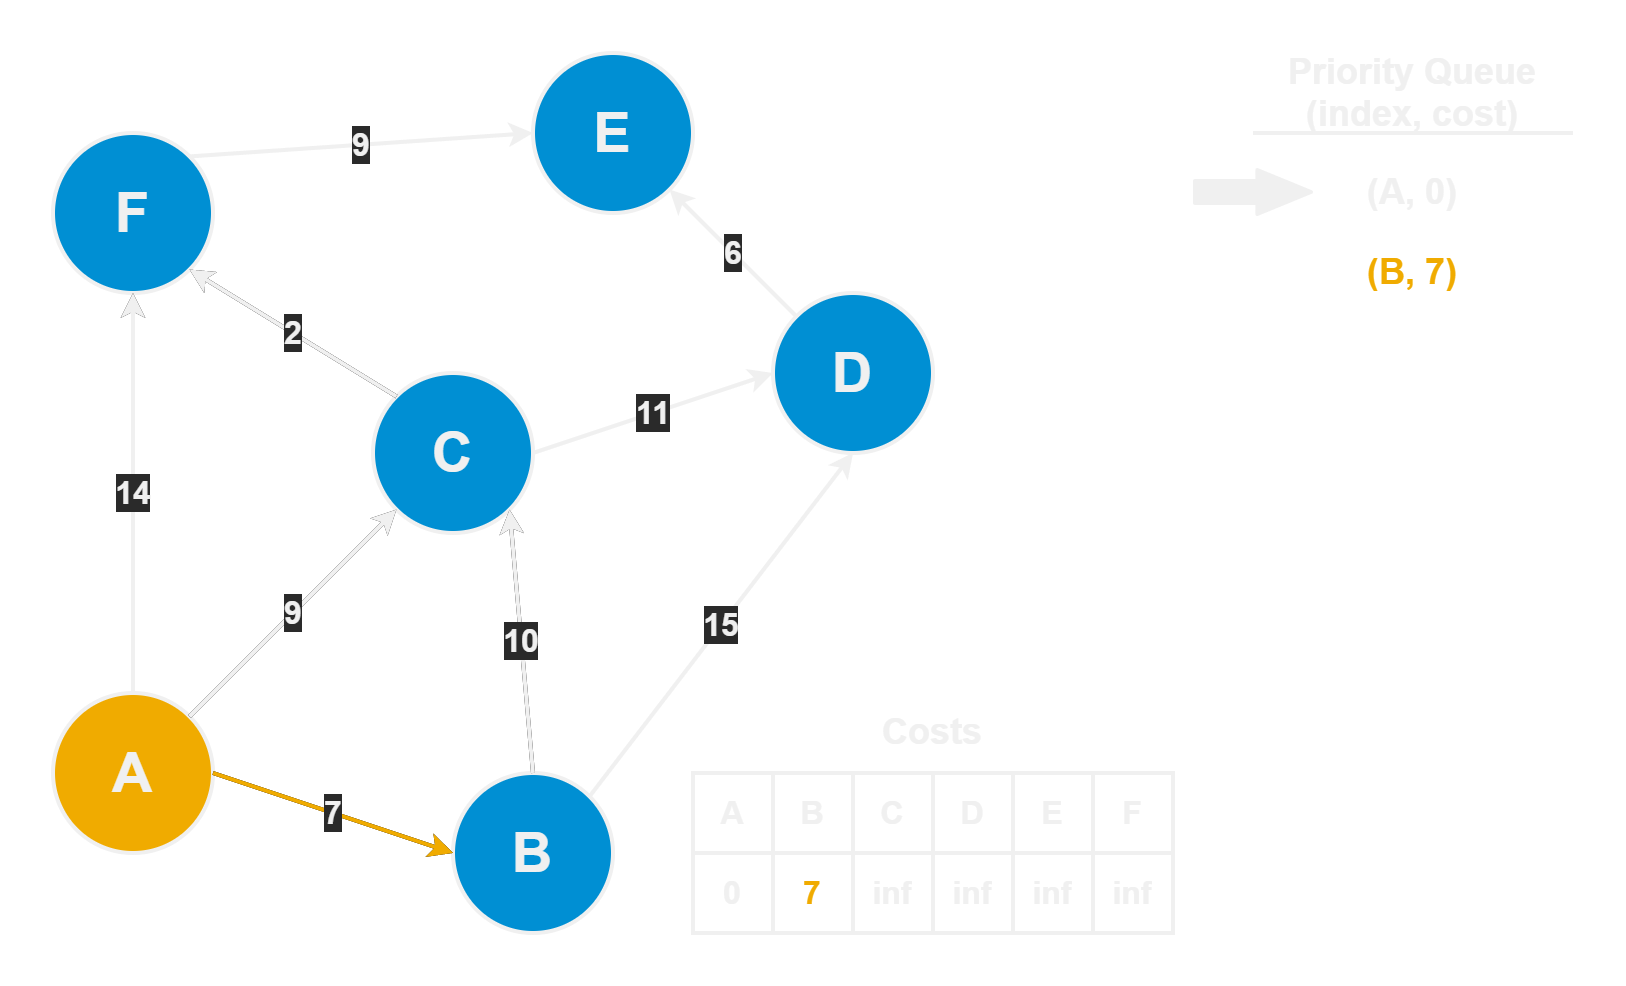 Priority Queue
(index, cost)
(A, 0)
(B, 7)
E
9
F
6
2
D
11
C
14
9
10
15
A
7
B
Costs
A B C D E F
0 7 inf inf inf inf